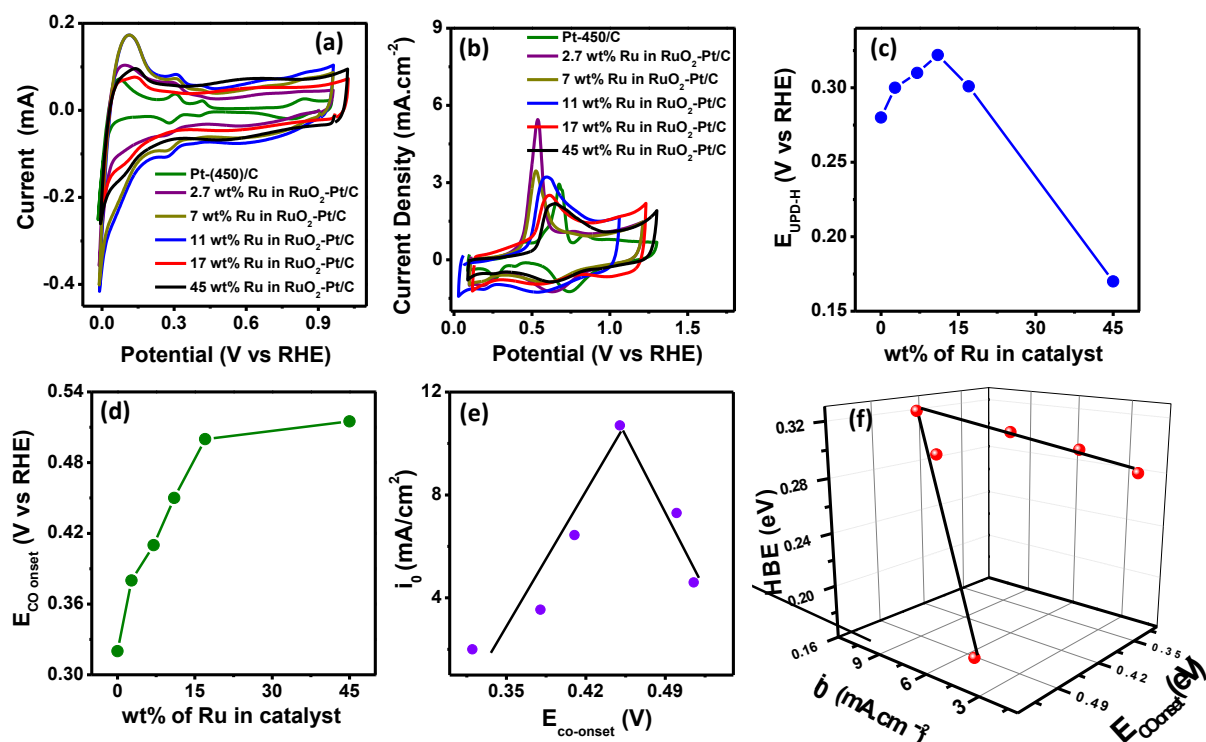 (a)
Current (mA)
0.2
0.0
-0.2
-0.4
Pt-(450)/C
2.7 wt% Ru in RuO2-Pt/C
7 wt% Ru in RuO2-Pt/C
11 wt% Ru in RuO2-Pt/C
17 wt% Ru in RuO2-Pt/C
45 wt% Ru in RuO2-Pt/C
0.0 0.3 0.6 0.9
Potential (V vs RHE)
(b)
Current Density (mA.cm-2)
9
6
3
0
Pt-450/C
2.7 wt% Ru in RuO2-Pt/C
7 wt% Ru in RuO2-Pt/C
11 wt% Ru in RuO2-Pt/C
17 wt% Ru in RuO2-Pt/C
45 wt% Ru in RuO2-Pt/C
0.0 0.5 1.0 1.5
Potential (V vs RHE)
(c)
EUPD-H (V vs RHE)
0.30
0.25
0.20
0.15
0 15 30 45
wt% of Ru in catalyst
(d)
ECO onset (V vs RHE)
0.54
0.48
0.42
0.36
0.30
0 15 30 45
wt% of Ru in catalyst
(e)
i0 (mA/cm2)
12
8
4
0.35 0.42 0.49
Eco-onset (V)
(f)
HBE (eV)
0.32
0.28
0.24
0.20
0.16
9
6
3
i0 (mA.cm-2)
0.35
0.42
0.49
ECOonset(eV)